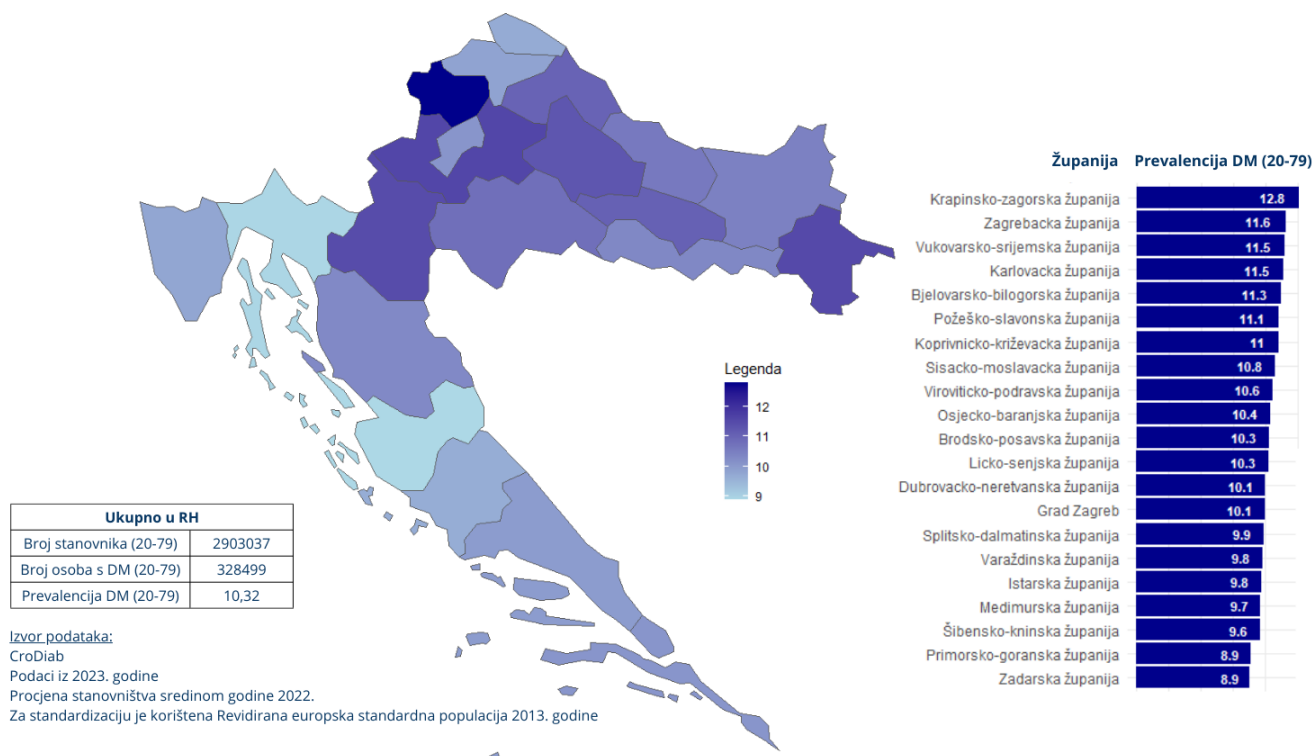 Županija Prevalencija DM (20-79)
Krapinsko-zagorska županija 12.8
Zagrebacka županija 11.6
Vukovarsko-srijemska županija 11.5
Karlovacka županija 11.5
Bjelovarsko-bilogorska županija 11.3
Požeško-slavonska županija 11.1
Koprivnicko-križevacka županija 11
Sisacko-moslavacka županija 10.8
Viroviticko-podravska županija 10.6
Osjecko-baranjska županija 10.4
Brodsko-posavska županija 10.3
Licko-senjska županija 10.3
Dubrovacko-neretvanska županija 10.1
Grad Zagreb 10.1
Splitsko-dalmatinska županija 9.9
Varaždinska županija 9.8
Istarska županija 9.8
Medimurska županija 9.7
Šibensko-kninska županija 9.6
Primorsko-goranska županija 8.9
Zadarska županija 8.9
Legenda
12
11
10
9
Ukupno u RH
Broj stanovnika (20-79) 2903037
Broj osoba s DM (20-79) 328499
Prevalencija DM (20-79) 10,32
Izvor podataka:
CroDiab
Podaci iz 2023. godine
Procjena stanovništva sredinom godine 2022.
Za standardizaciju je korištena Revidirana europska standardna populacija 2013. godine